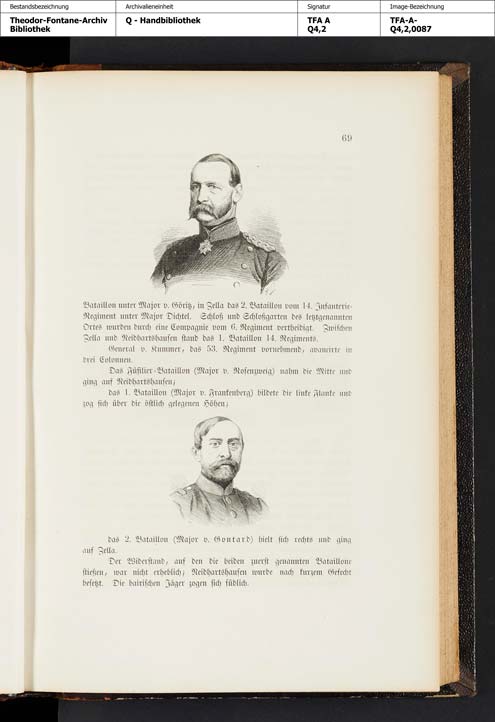 Bestandsbezeichnung Archivalieneinheit Signatur Image-Bezeichnung
Theodor-Fontane-Archiv Q - Handbibliothek TFA A TFA-A-
Bibliothek Q4,2 Q4,2,0087
69
Bataillon unter Major v. Göritz; in Zella das 2. Bataillon vom 14. Infanterie-
Regiment unter Major Dichtel. Schloß und Schloßgarten des letztgenannten
Ortes wurden durch eine Compagnie vom 6. Regiment vertheidigt. Zwischen
Zella und Neidhartshausen stand das 1. Bataillon 14. Regiments.
General v. Kummer, das 53. Regiment vornehmend, avancirte in
drei Colonnen.
Das Füsilier-Bataillon (Major v. Rosenzweig) nahm die Mitte und
ging auf Neidhartshausen;
das 1. Bataillon (Major v. Frankenberg) bildete die linke Flanke und
zog sich über die östlich gelegenen Höhen;
das 2. Bataillon (Major v. Gontard) hielt sich rechts und ging
auf Zella.
Der Widerstand, auf den die beiden zuerst genannten Bataillone
stießen, war nicht erheblich; Neidhartshausen wurde nach kurzem Gefecht
besetzt. Die bairischen Jäger zogen sich südlich.